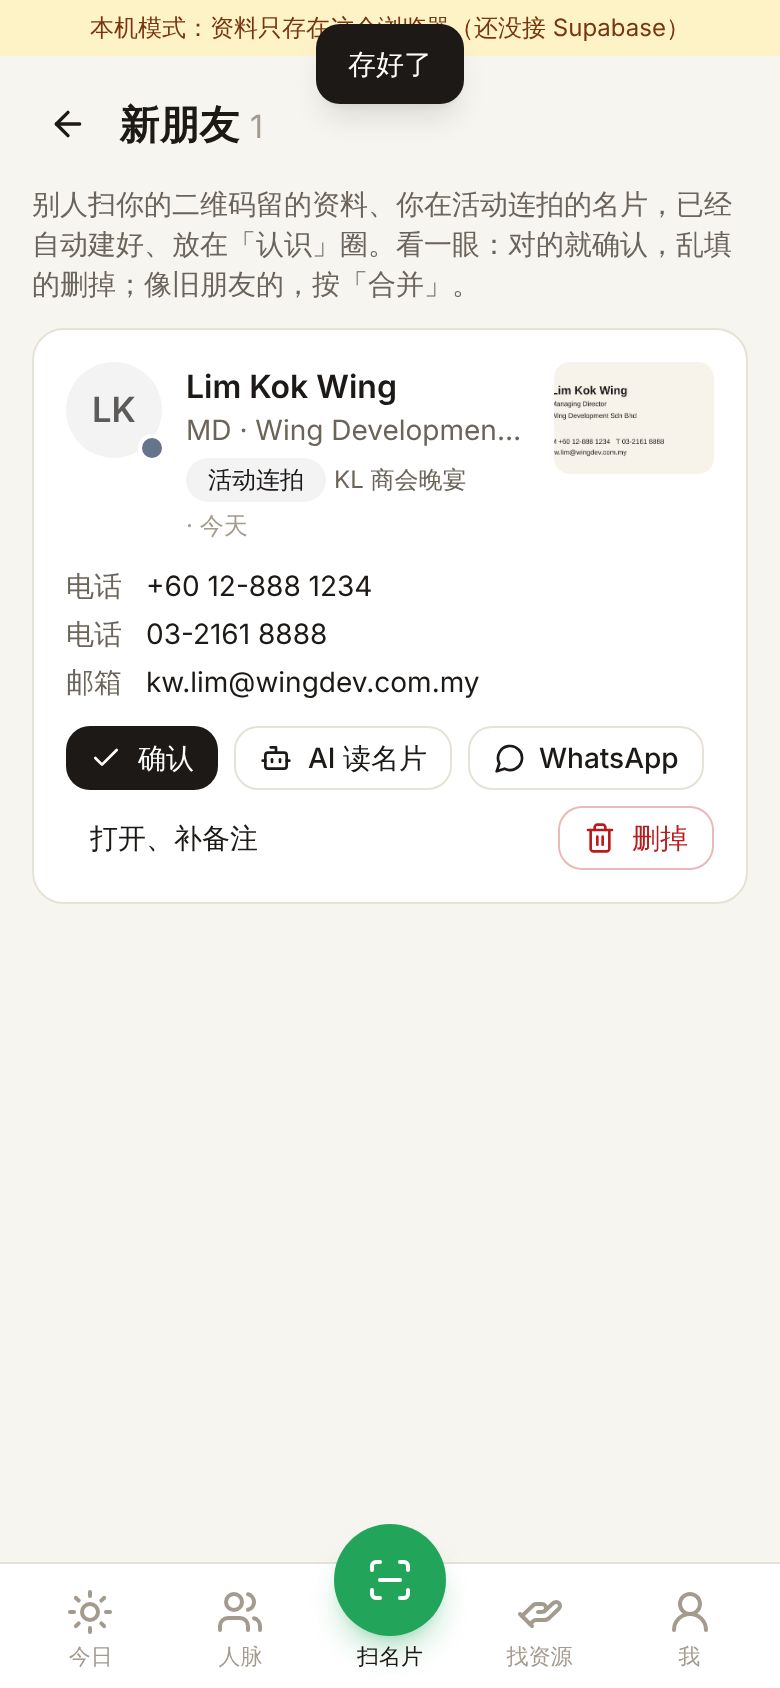 本机模式：资料只存在这个浏览器（还没接 Supabase）
存好了
新朋友 1
别人扫你的二维码留的资料、你在活动连拍的名片，已经
自动建好、放在「认识」圈。看一眼：对的就确认，乱填
的删掉；像旧朋友的，按「合并」。
LK
Lim Kok Wing
MD · Wing Developmen...
活动连拍 KL 商会晚宴
· 今天
Lim Kok Wing
Managing Director
Wing Development Sdn Bhd
M +60 12-888 1234 T 03-2161 8888
w.lim@wingdev.com.my
电话 +60 12-888 1234
电话 03-2161 8888
邮箱 kw.lim@wingdev.com.my
确认 AI 读名片 WhatsApp
打开、补备注 删掉
今日 人脉 扫名片 找资源 我